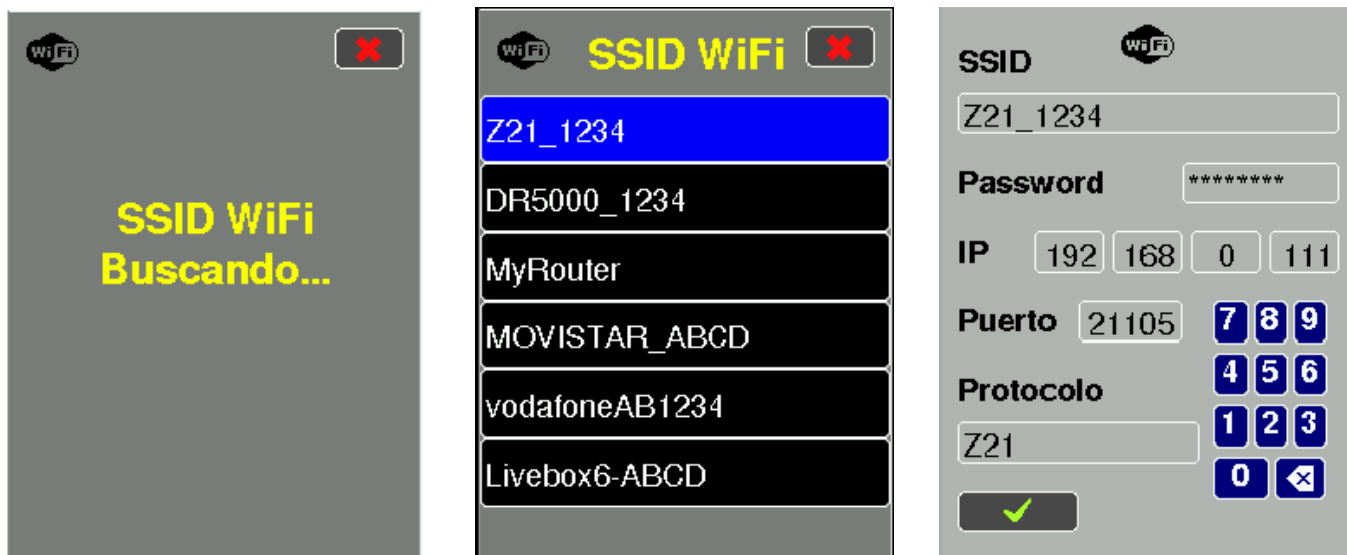 WiFi
SSID WiFi
Buscando...
WiFi
SSID WiFi
Z21_1234
DR5000_1234
MyRouter
MOVISTAR_ABCD
vodafoneAB1234
Livebox6-ABCD
WiFi
SSID
Z21_1234
Password
********
IP 192 168 0 111
Puerto 21105
7 8 9
4 5 6
Protocolo
1 2 3
Z21
0